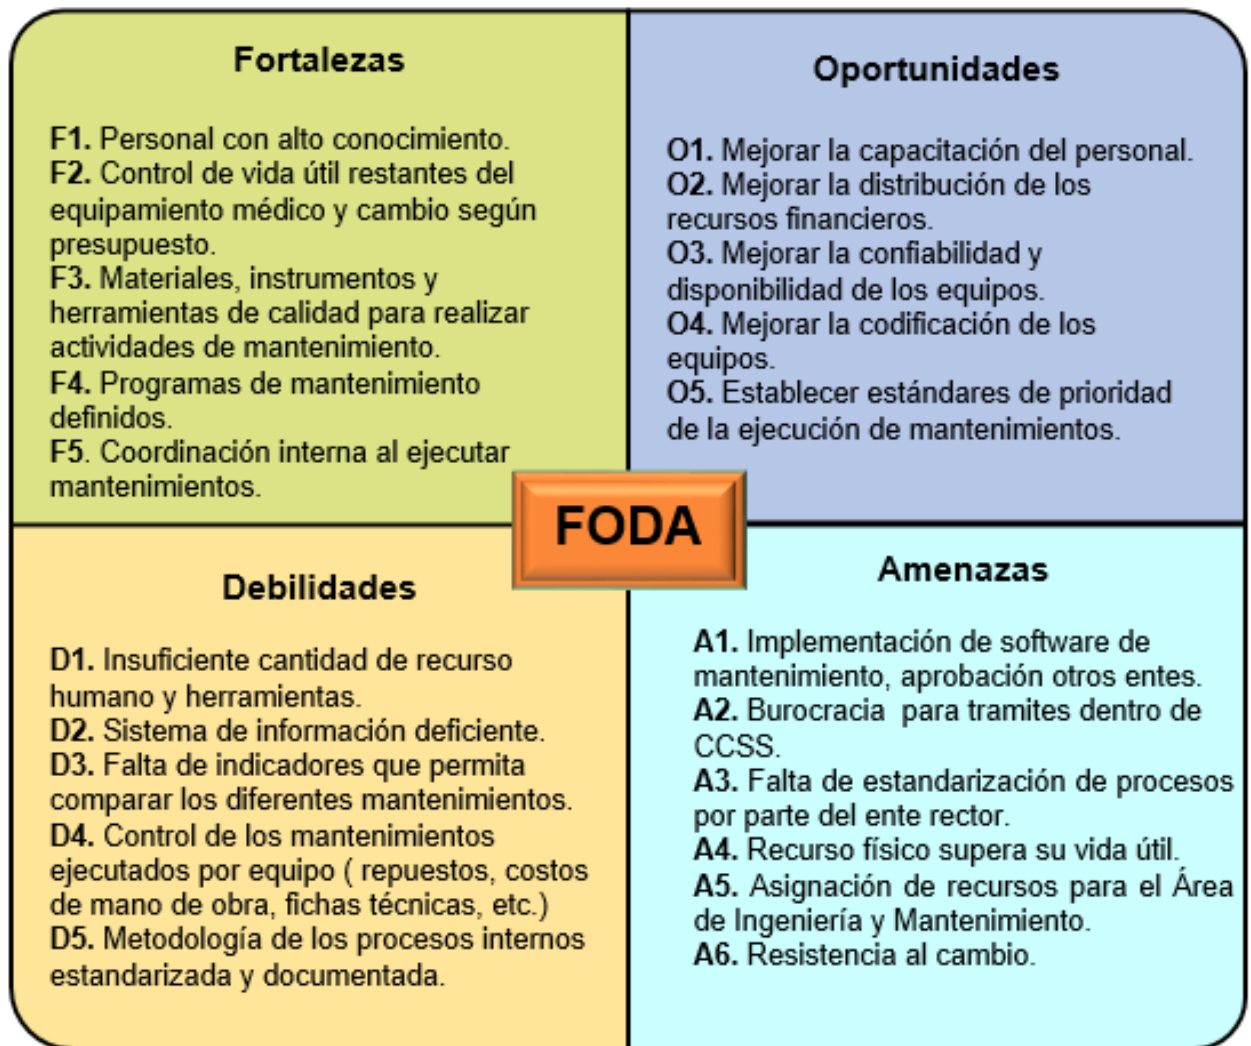 Fortalezas
F1. Personal con alto conocimiento.
F2. Control de vida útil restantes del
equipamiento médico y cambio según
presupuesto.
F3. Materiales, instrumentos y
herramientas de calidad para realizar
actividades de mantenimiento.
F4. Programas de mantenimiento
definidos.
F5. Coordinación interna al ejecutar
mantenimientos.
Oportunidades
O1. Mejorar la capacitación del personal.
O2. Mejorar la distribución de los
recursos financieros.
O3. Mejorar la confiabilidad y
disponibilidad de los equipos.
O4. Mejorar la codificación de los
equipos.
O5. Establecer estándares de prioridad
de la ejecución de mantenimientos.
FODA
Debilidades
D1. Insuficiente cantidad de recurso
humano y herramientas.
D2. Sistema de información deficiente.
D3. Falta de indicadores que permita
comparar los diferentes mantenimientos.
D4. Control de los mantenimientos
ejecutados por equipo ( repuestos, costos
de mano de obra, fichas técnicas, etc.)
D5. Metodología de los procesos internos
estandarizada y documentada.
Amenazas
A1. Implementación de software de
mantenimiento, aprobación otros entes.
A2. Burocracia para tramites dentro de
CCSS.
A3. Falta de estandarización de procesos
por parte del ente rector.
A4. Recurso físico supera su vida útil.
A5. Asignación de recursos para el Área
de Ingeniería y Mantenimiento.
A6. Resistencia al cambio.